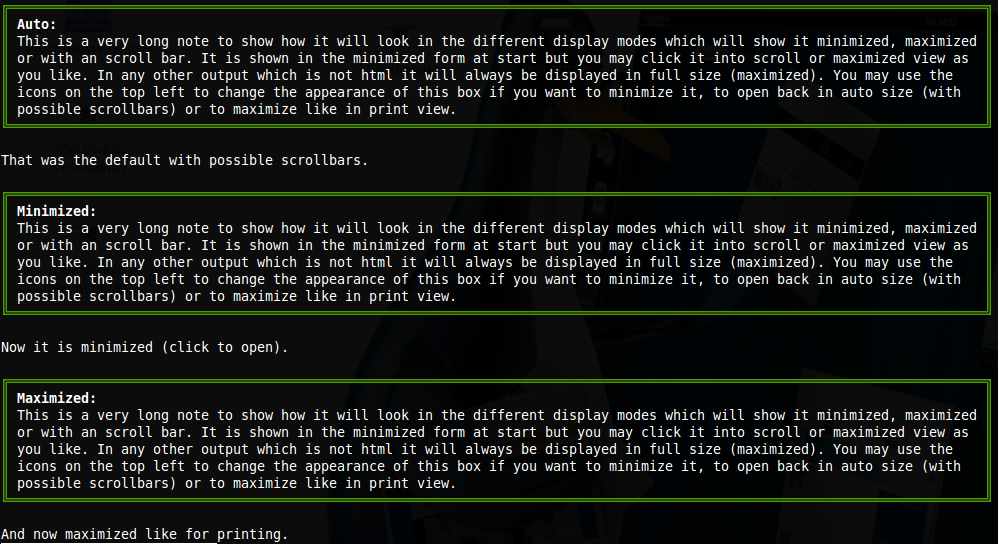 Auto:
This is a very long note to show how it will look in the different display modes which will show it minimized, maximized
or with an scroll bar. It is shown in the minimized form at start but you may click it into scroll or maximized view as
you like. In any other output which is not html it will always be displayed in full size (maximized). You may use the
icons on the top left to change the appearance of this box if you want to minimize it, to open back in auto size (with
possible scrollbars) or to maximize like in print view.
That was the default with possible scrollbars.
Minimized:
This is a very long note to show how it will look in the different display modes which will show it minimized, maximized
or with an scroll bar. It is shown in the minimized form at start but you may click it into scroll or maximized view as
you like. In any other output which is not html it will always be displayed in full size (maximized). You may use the
icons on the top left to change the appearance of this box if you want to minimize it, to open back in auto size (with
possible scrollbars) or to maximize like in print view.
Now it is minimized (click to open).
Maximized:
This is a very long note to show how it will look in the different display modes which will show it minimized, maximized
or with an scroll bar. It is shown in the minimized form at start but you may click it into scroll or maximized view as
you like. In any other output which is not html it will always be displayed in full size (maximized). You may use the
icons on the top left to change the appearance of this box if you want to minimize it, to open back in auto size (with
possible scrollbars) or to maximize like in print view.
And now maximized like for printing.